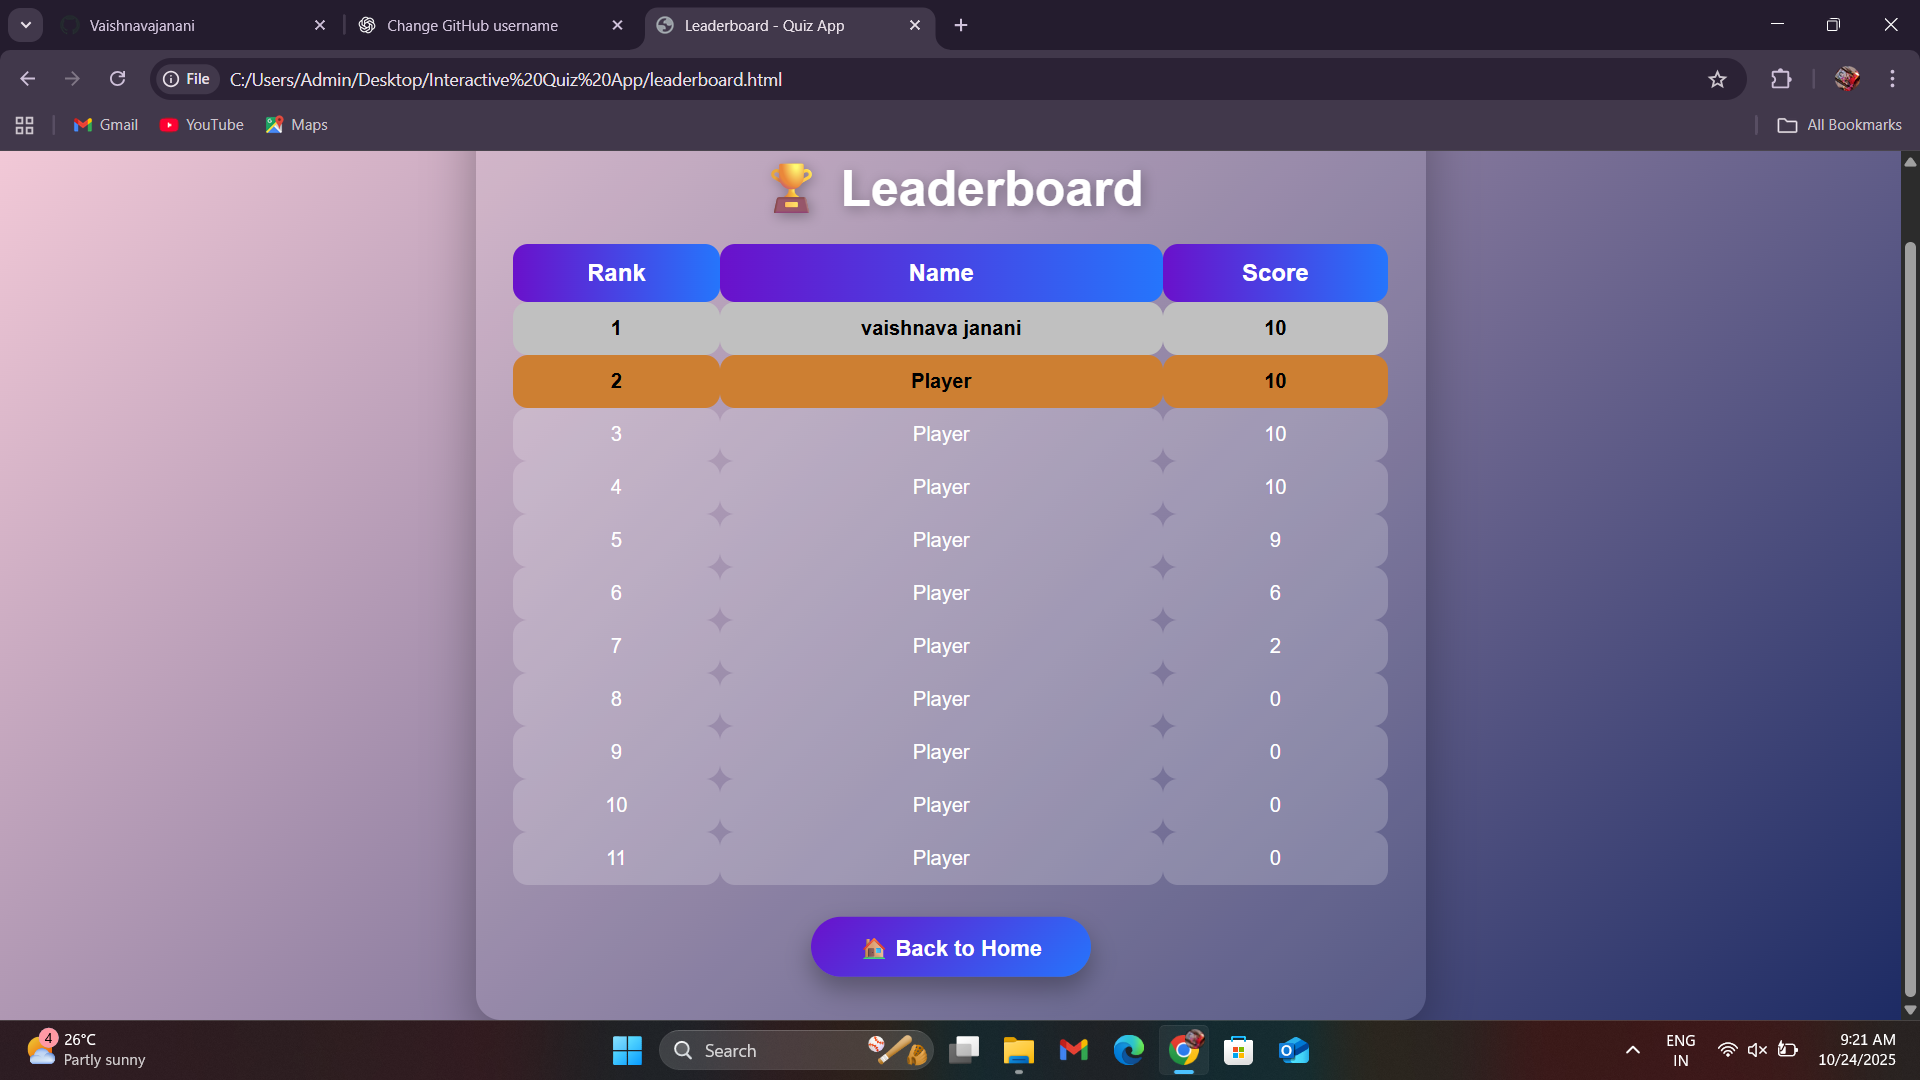 Vaishnavajanani
Change GitHub username
Leaderboard - Quiz App
File
C:/Users/Admin/Desktop/Interactive%20Quiz%20App/leaderboard.html
Gmail
YouTube
Maps
All Bookmarks
Leaderboard
Rank Name Score
1 vaishnava janani 10
2 Player 10
3 Player 10
4 Player 10
5 Player 9
6 Player 6
7 Player 2
8 Player 0
9 Player 0
10 Player 0
11 Player 0
Back to Home
4
26°C
Partly sunny
Search
ENG
IN
9:21 AM
10/24/2025